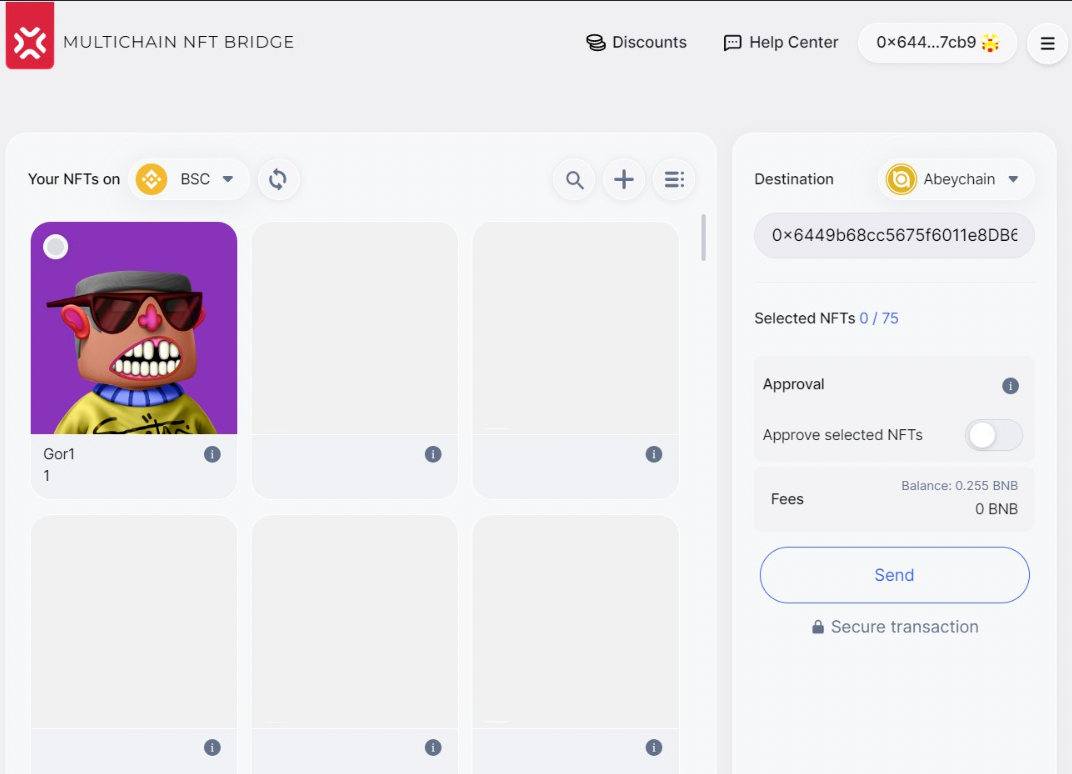 MULTICHAIN NFT BRIDGE
Discounts
Help Center
0×644...7cb9
Your NFTs on
BSC
Destination
Abeychain
0×6449b68cc5675f6011e8DB6
Selected NFTs 0 / 75
Approval
Approve selected NFTs
Gor1
1
Balance: 0.255 BNB
Fees
0 BNB
Send
Secure transaction